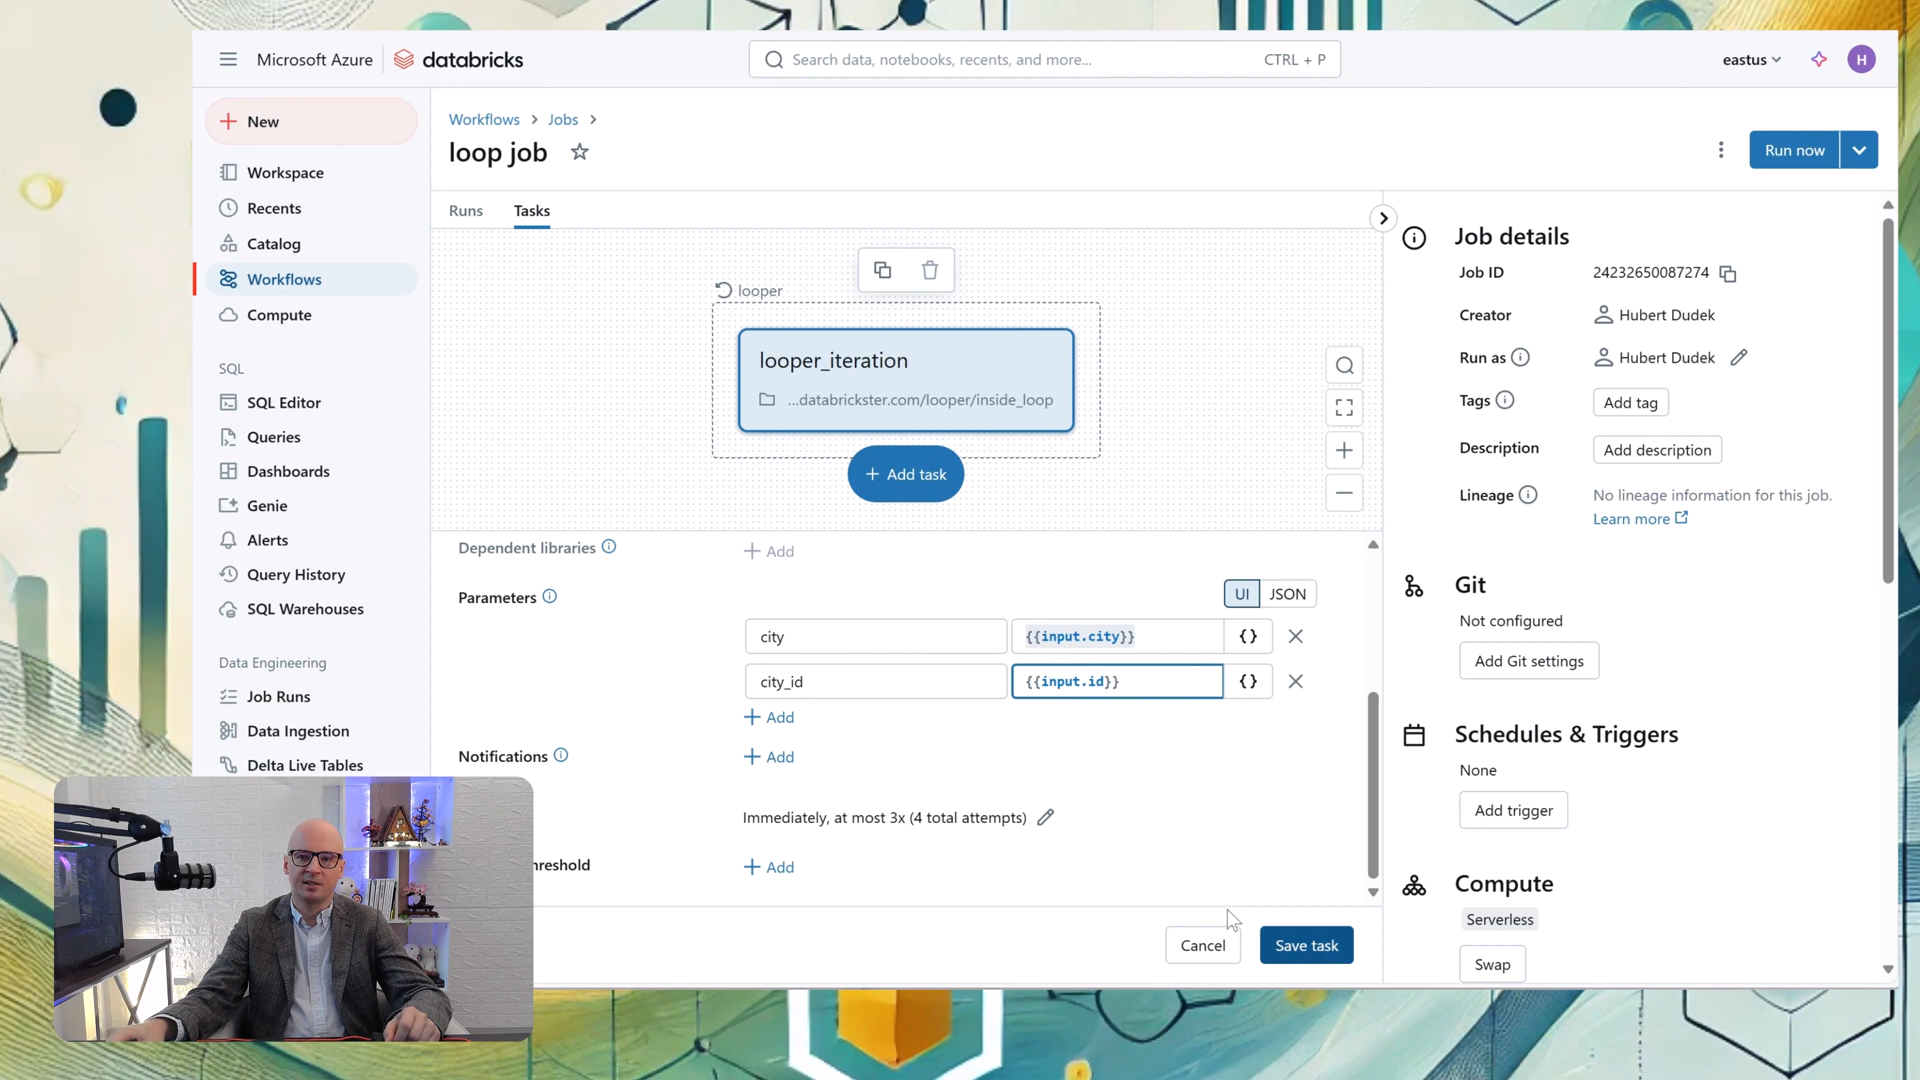 Microsoft Azure
databricks
Search data, notebooks, recents, and more...
CTRL + P
eastus
H
New
Workspace
Recents
Catalog
Workflows
Compute
SQL
SQL Editor
Queries
Dashboards
Genie
Alerts
Query History
SQL Warehouses
Data Engineering
Job Runs
Data Ingestion
Delta Live Tables
Workflows > Jobs >
loop job
Run now
Runs
Tasks
looper
looper_iteration
...databrickster.com/looper/inside_loop
+ Add task
Dependent libraries
+ Add
Parameters
UI
JSON
city
{{input.city}}
{}
city_id
{{input.id}}
{}
+ Add
Notifications
+ Add
Immediately, at most 3x (4 total attempts)
hreshold
+ Add
Cancel
Save task
Job details
Job ID
24232650087274
Creator
Hubert Dudek
Run as
Hubert Dudek
Tags
Add tag
Description
Add description
Lineage
No lineage information for this job.
Learn more
Git
Not configured
Add Git settings
Schedules & Triggers
None
Add trigger
Compute
Serverless
Swap